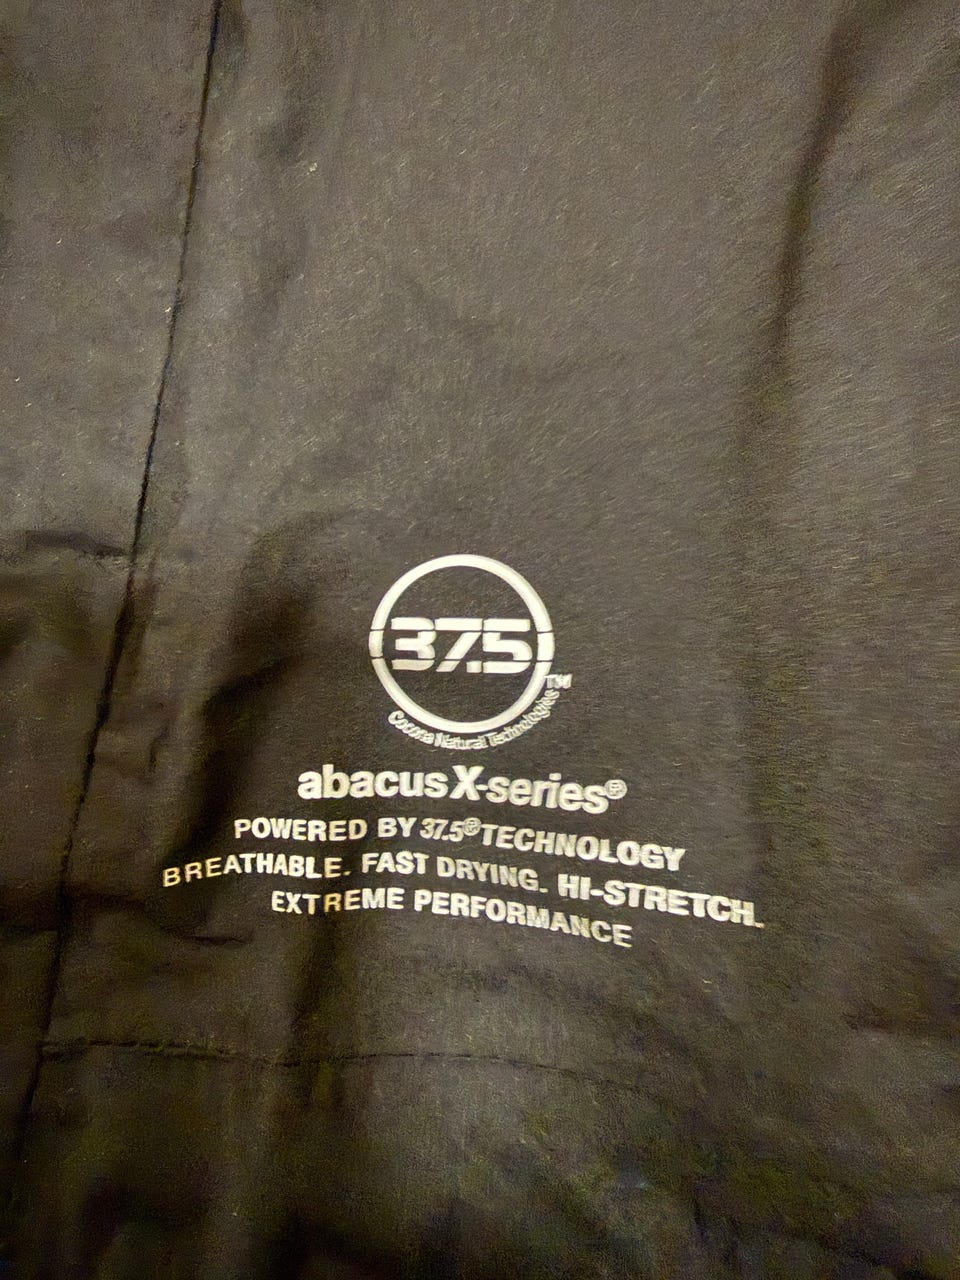 37.5
TM
Cocona Natural Technologies
abacus X-series®
POWERED BY 37.5® TECHNOLOGY
BREATHABLE. FAST DRYING. HI-STRETCH.
EXTREME PERFORMANCE